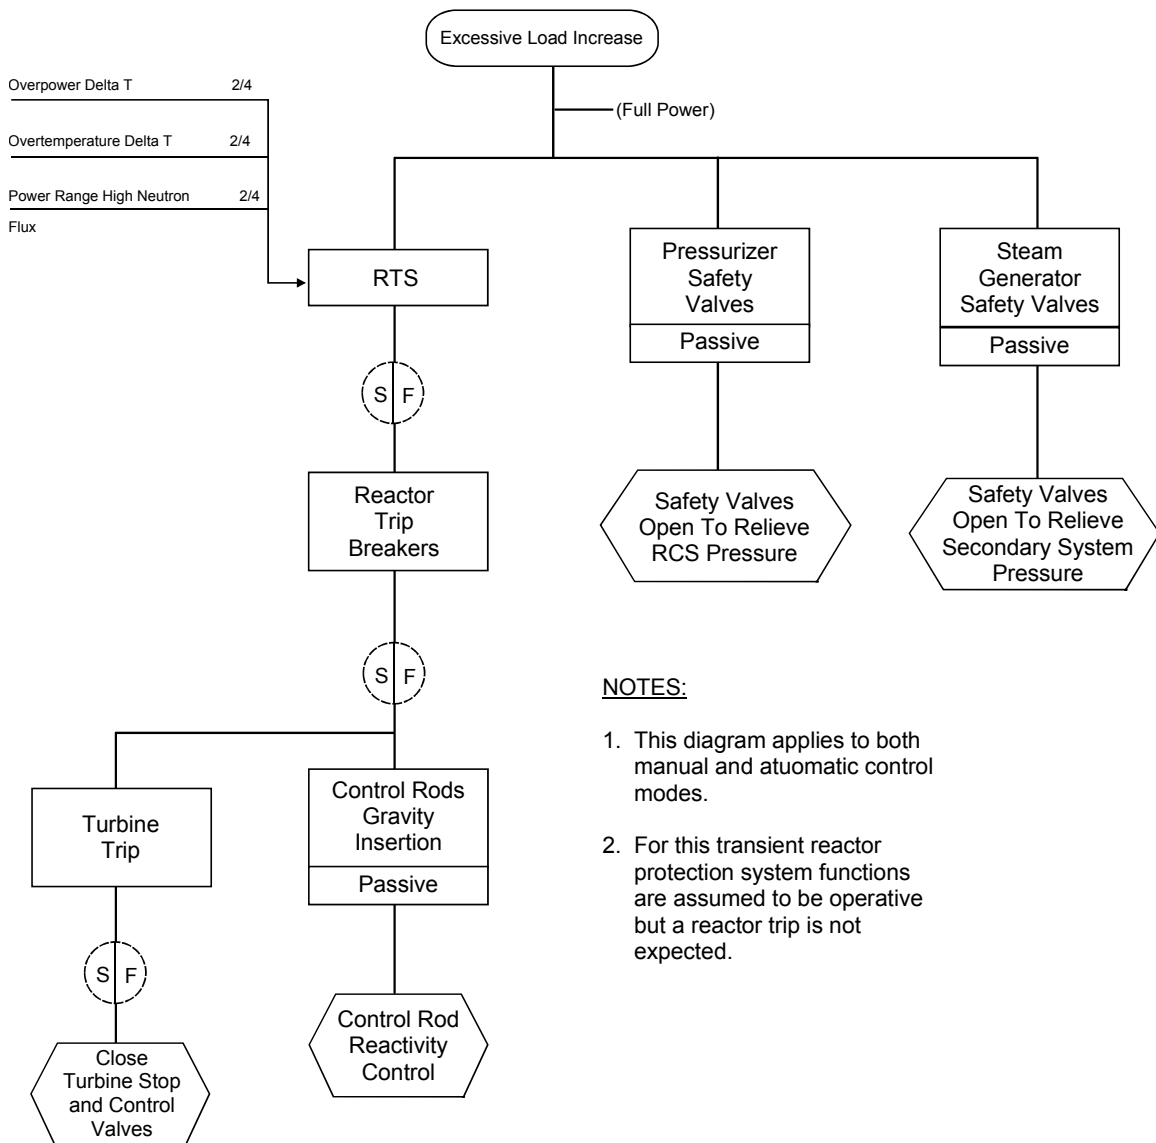 Excessive Load Increase
(Full Power)
Overpower Delta T 2/4
Overtemperature Delta T 2/4
Power Range High Neutron 2/4
Flux
RTS
Pressurizer
Safety
Valves
Passive
Steam
Generator
Safety Valves
Passive
S F
Reactor
Trip
Breakers
Safety Valves
Open To Relieve
RCS Pressure
Safety Valves
Open To Relieve
Secondary System
Pressure
S F
Turbine
Trip
Control Rods
Gravity
Insertion
Passive
S F
Close
Turbine Stop
and Control
Valves
Control Rod
Reactivity
Control
NOTES:
1. This diagram applies to both
manual and atuomatic control
modes.
2. For this transient reactor
protection system functions
are assumed to be operative
but a reactor trip is not
expected.